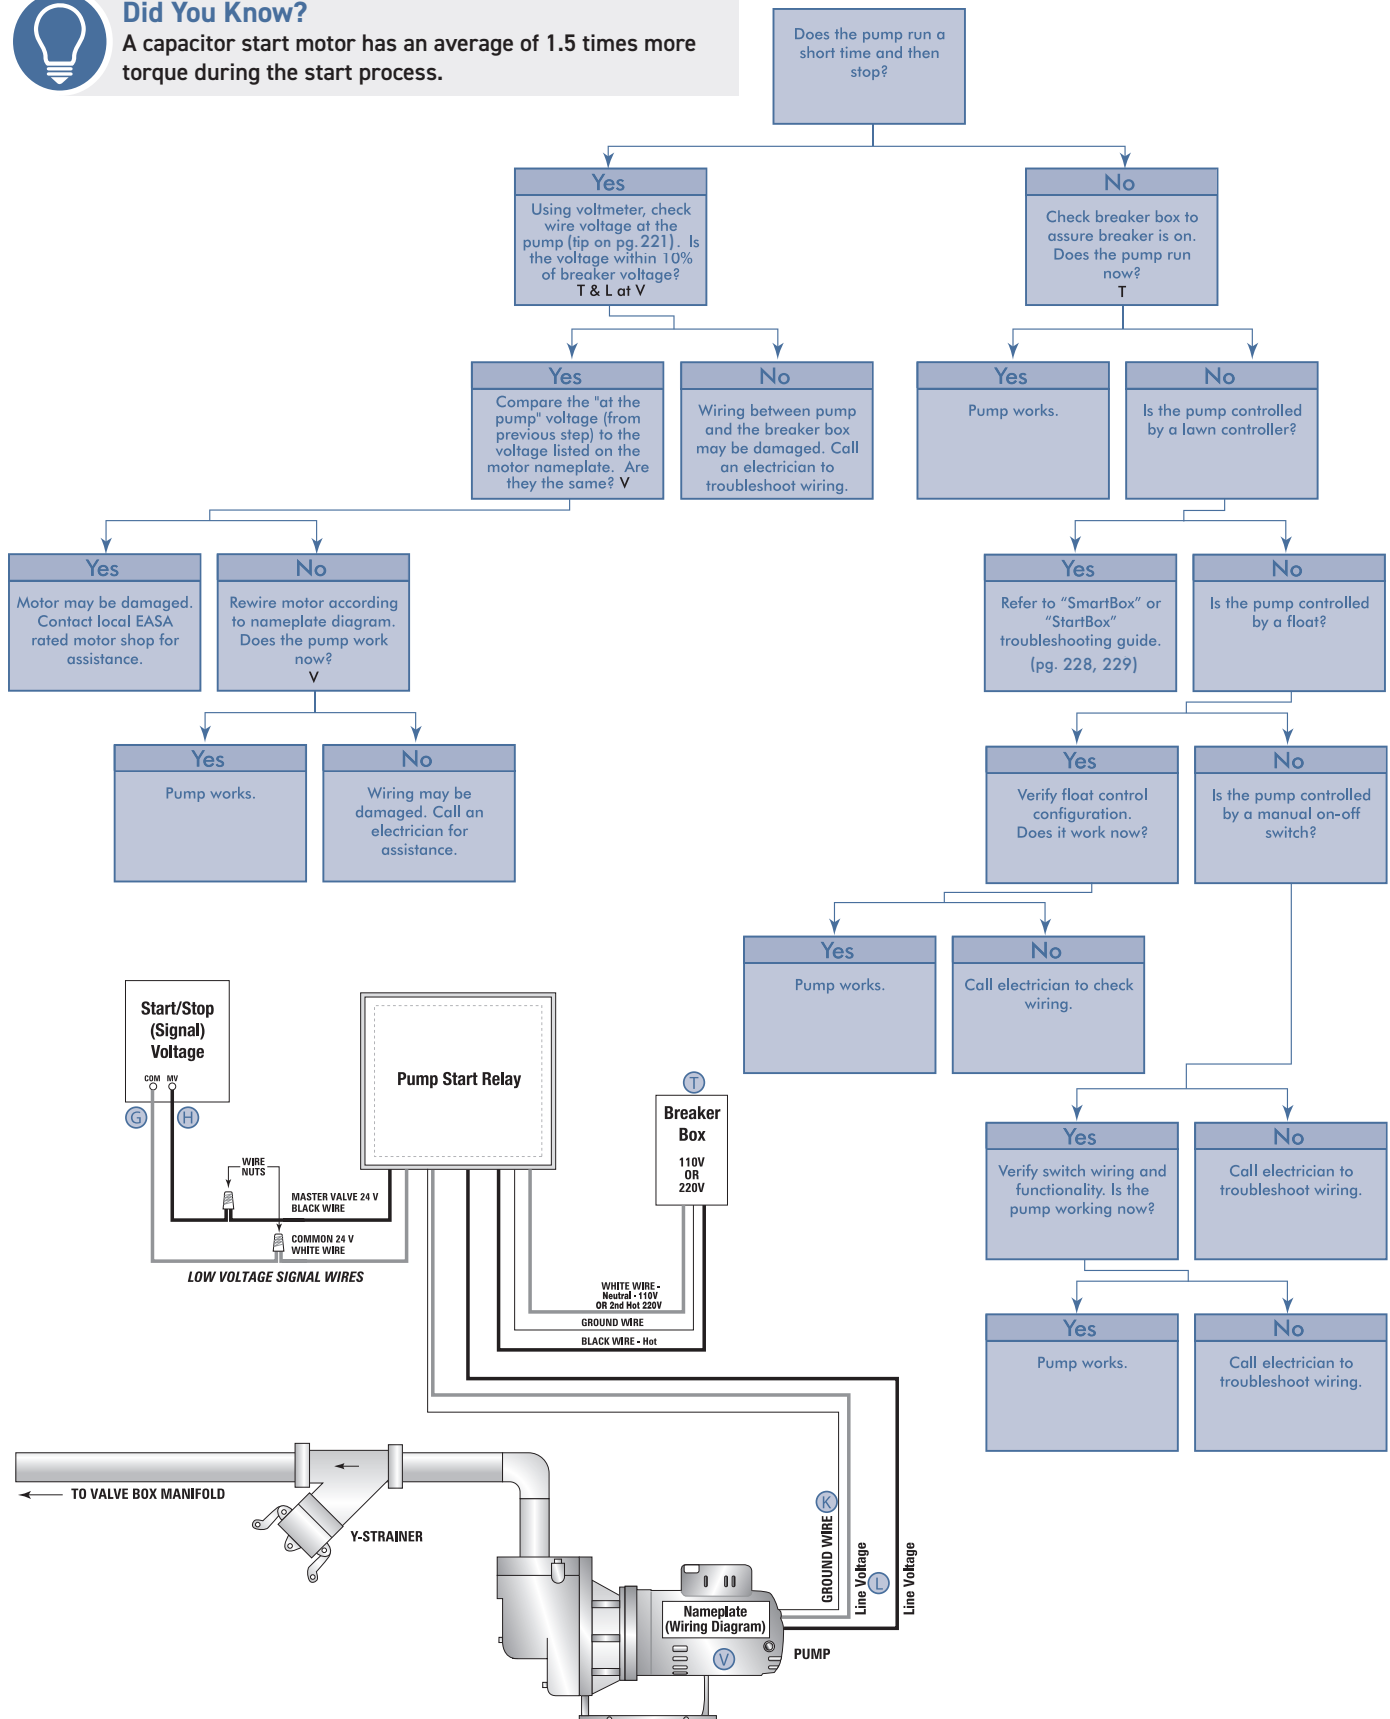 Did You Know?
A capacitor start motor has an average of 1.5 times more
torque during the start process.
Does the pump run a
short time and then
stop?
Yes
Using voltmeter, check
wire voltage at the
pump (tip on pg. 221). Is
the voltage within 10%
of breaker voltage?
T & L at V
No
Check breaker box to
assure breaker is on.
Does the pump run
now?
T
Yes
Compare the "at the
pump" voltage (from
previous step) to the
voltage listed on the
motor nameplate. Are
they the same? V
No
Wiring between pump
and the breaker box
may be damaged. Call
an electrician to
troubleshoot wiring.
Yes
Pump works.
No
Is the pump controlled
by a lawn controller?
Yes
Motor may be damaged.
Contact local EASA
rated motor shop for
assistance.
No
Rewire motor according
to nameplate diagram.
Does the pump work
now?
V
Yes
Refer to “SmartBox” or
“StartBox”
troubleshooting guide.
(pg. 228, 229)
No
Is the pump controlled
by a float?
Yes
Pump works.
No
Wiring may be
damaged. Call an
electrician for
assistance.
Yes
Verify float control
configuration.
Does it work now?
No
Is the pump controlled
by a manual on-off
switch?
Yes
Pump works.
No
Call electrician to check
wiring.
Yes
Verify switch wiring and
functionality. Is the
pump working now?
No
Call electrician to
troubleshoot wiring.
Yes
Pump works.
No
Call electrician to
troubleshoot wiring.
Start/Stop
(Signal)
Voltage
COM MV
G H
Pump Start Relay
T
Breaker
Box
110V
OR
220V
WIRE
NUTS
MASTER VALVE 24 V
BLACK WIRE
COMMON 24 V
WHITE WIRE
LOW VOLTAGE SIGNAL WIRES
WHITE WIRE -
Neutral - 110V
OR 2nd Hot 220V
GROUND WIRE
BLACK WIRE - Hot
TO VALVE BOX MANIFOLD
Y-STRAINER
GROUND WIRE K
Line Voltage L
Line Voltage
Nameplate
(Wiring Diagram)
V
PUMP